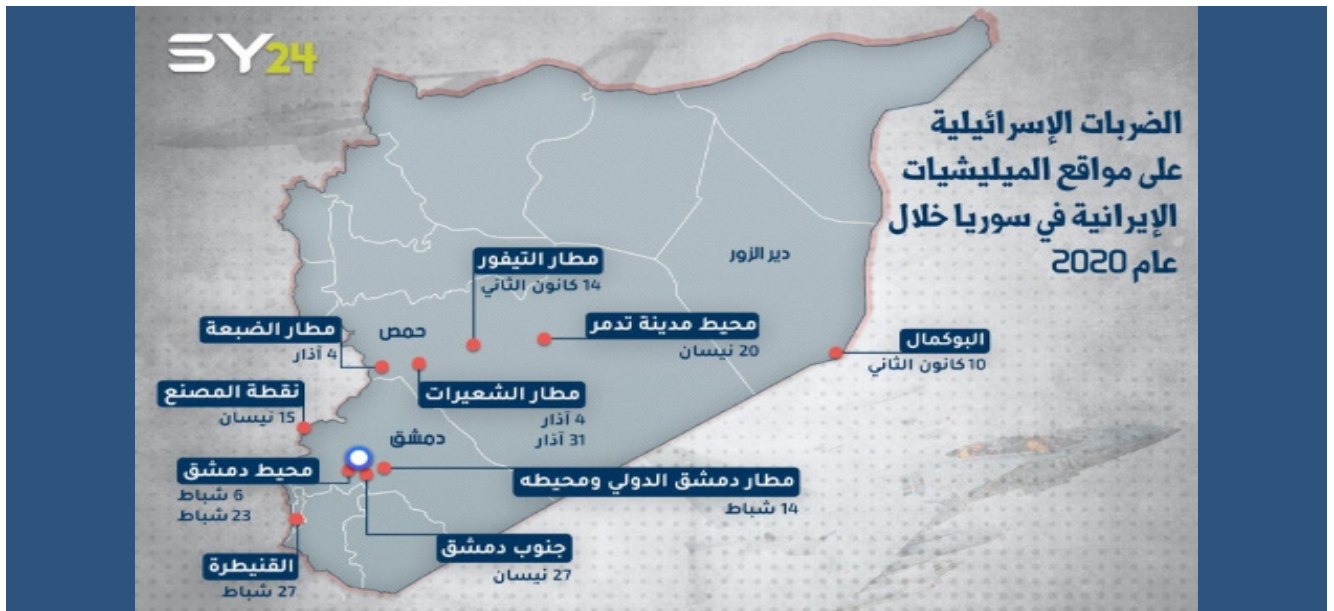 SY24
الضربات الإسرائيلية
على مواقع الميليشيات
الإيرانية في سوريا خلال
عام 2020
دير الزور
مطار التيفور
14 كانون الثاني
محيط مدينة تدمر
20 نيسان
البوكمال
10 كانون الثاني
حمص
مطار الضبعة
4 آذار
مطار الشعيرات
4 آذار
31 آذار
نقطة المصنع
15 نيسان
دمشق
محيط دمشق
6 شباط
23 شباط
مطار دمشق الدولي ومحيطه
14 شباط
جنوب دمشق
27 نيسان
القنيطرة
27 شباط